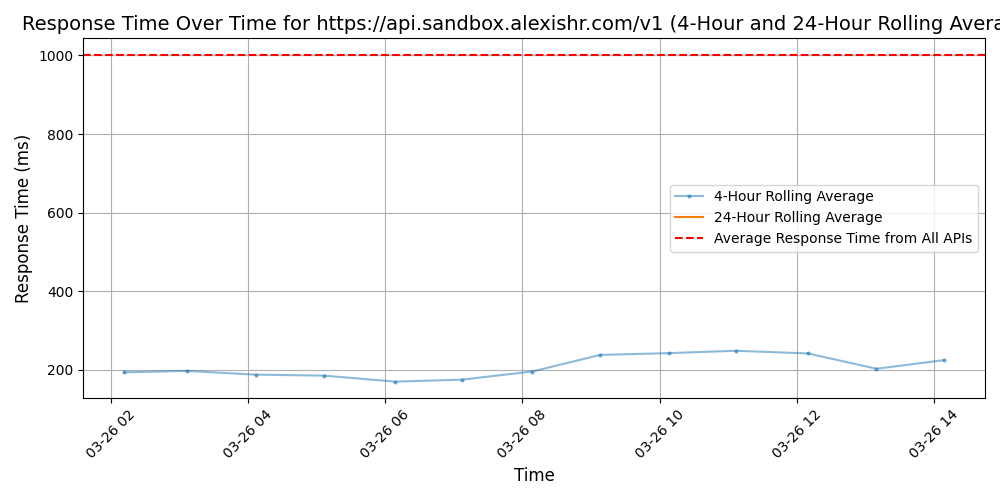 Response Time Over Time for https://api.sandbox.alexishr.com/v1 (4-Hour and 24-Hour Rolling Avera
Response Time (ms)
1000
800
600
400
200
4-Hour Rolling Average
24-Hour Rolling Average
Average Response Time from All APIs
03-26 02
03-26 04
03-26 06
03-26 08
03-26 10
03-26 12
03-26 14
Time